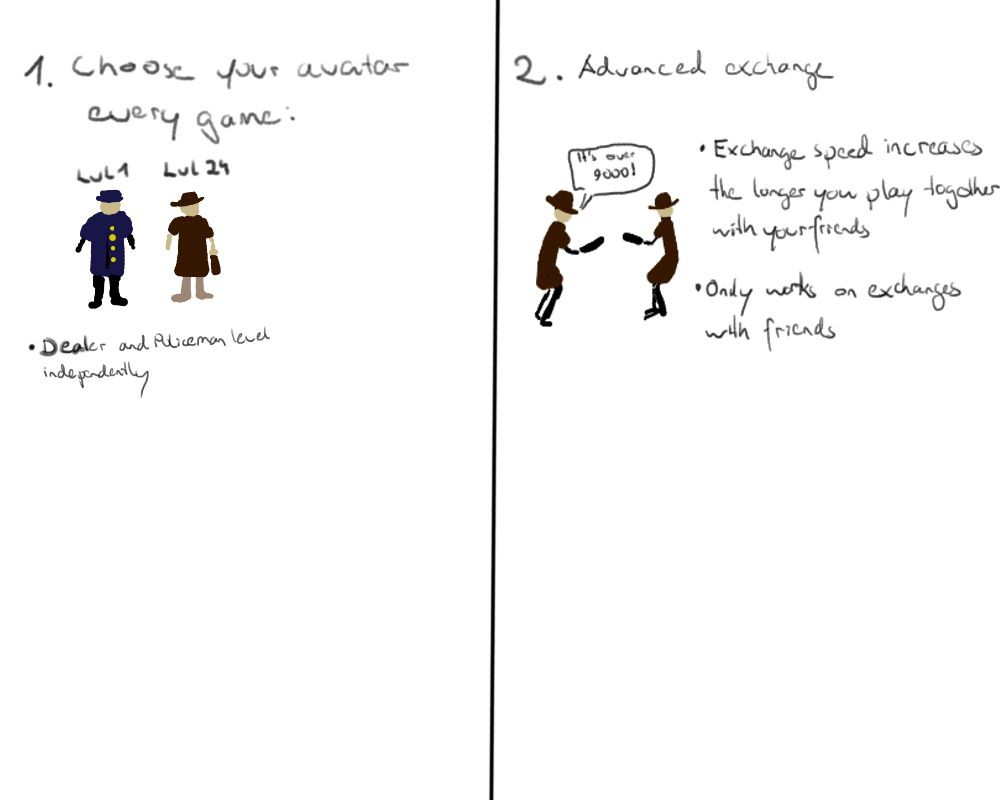 1. Choose your avatar
every game:
Lvl 1 Lvl 24
• Dealer and Policeman level
independently
2. Advanced exchange
It's over
9000!
• Exchange speed increases
the longer you play together
with your friends
• Only works on exchanges
with friends